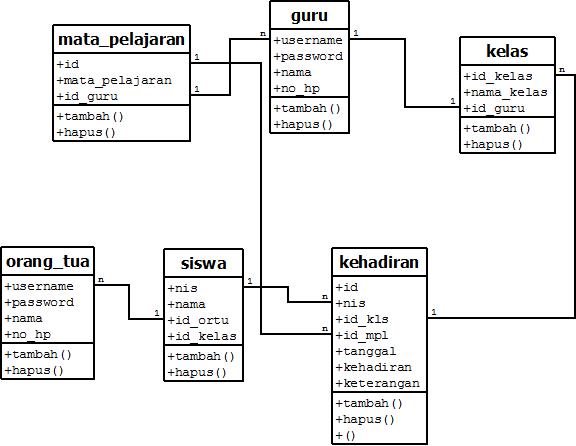 mata_pelajaran
+id
+mata_pelajaran
+id_guru
+tambah()
+hapus()
1
1
n
guru
+username
+password
+nama
+no_hp
+tambah()
+hapus()
1
1
kelas
+id_kelas
+nama_kelas
+id_guru
+tambah()
+hapus()
n
orang_tua
+username
+password
+nama
+no_hp
+tambah()
+hapus()
n
1
siswa
+nis
+nama
+id_ortu
+id_kelas
+tambah()
+hapus()
1
n
n
kehadiran
+id
+nis
+id_kls
+id_mpl
+tanggal
+kehadiran
+keterangan
+tambah()
+hapus()
+()
1